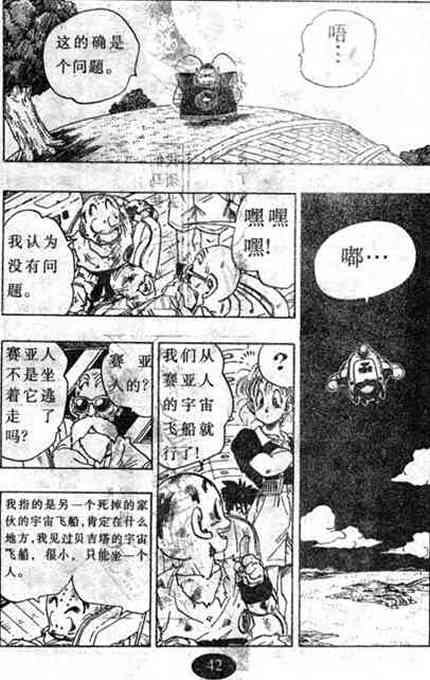 唔…
这的确是
个问题。
嘟…
嘿嘿
嘿!
我认为
没有问
题。
?
我们从
赛亚人
的宇宙
飞船就
行了!
赛亚
人的?
赛亚人
不是坐
着它逃
走了
吗?
我指的是另一个死掉的家
伙的宇宙飞船,肯定在什么
地方,我见过贝吉塔的宇宙
飞船,很小,只能坐一个
人。
42